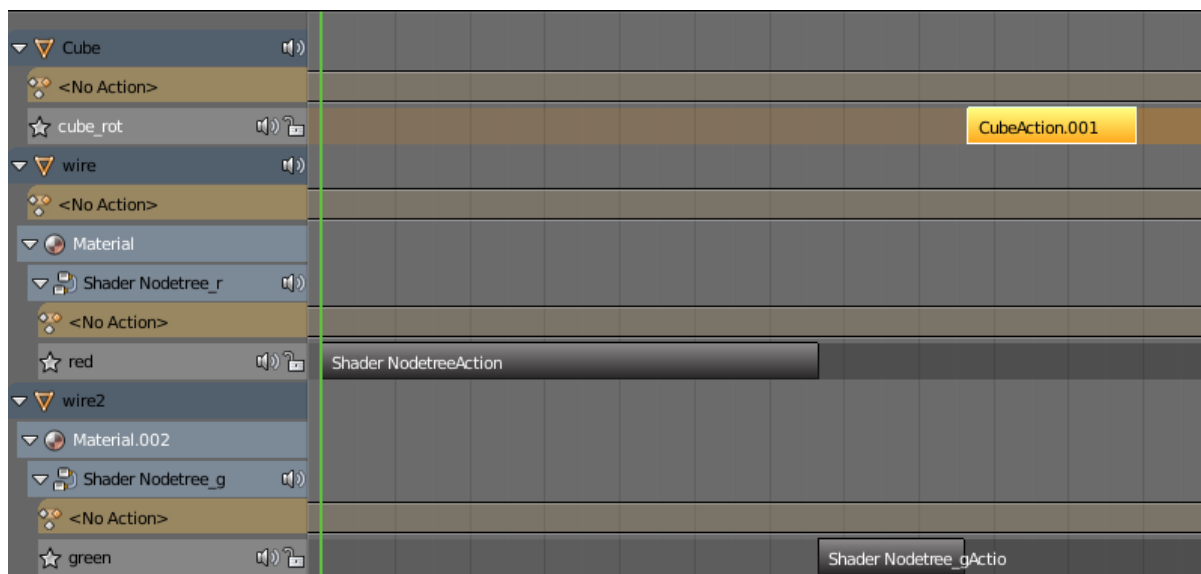 Cube
<No Action>
cube_rot
CubeAction.001
wire
<No Action>
Material
Shader Nodetree_r
<No Action>
red
Shader NodetreeAction
wire2
Material.002
Shader Nodetree_g
<No Action>
green
Shader Nodetree_gActio